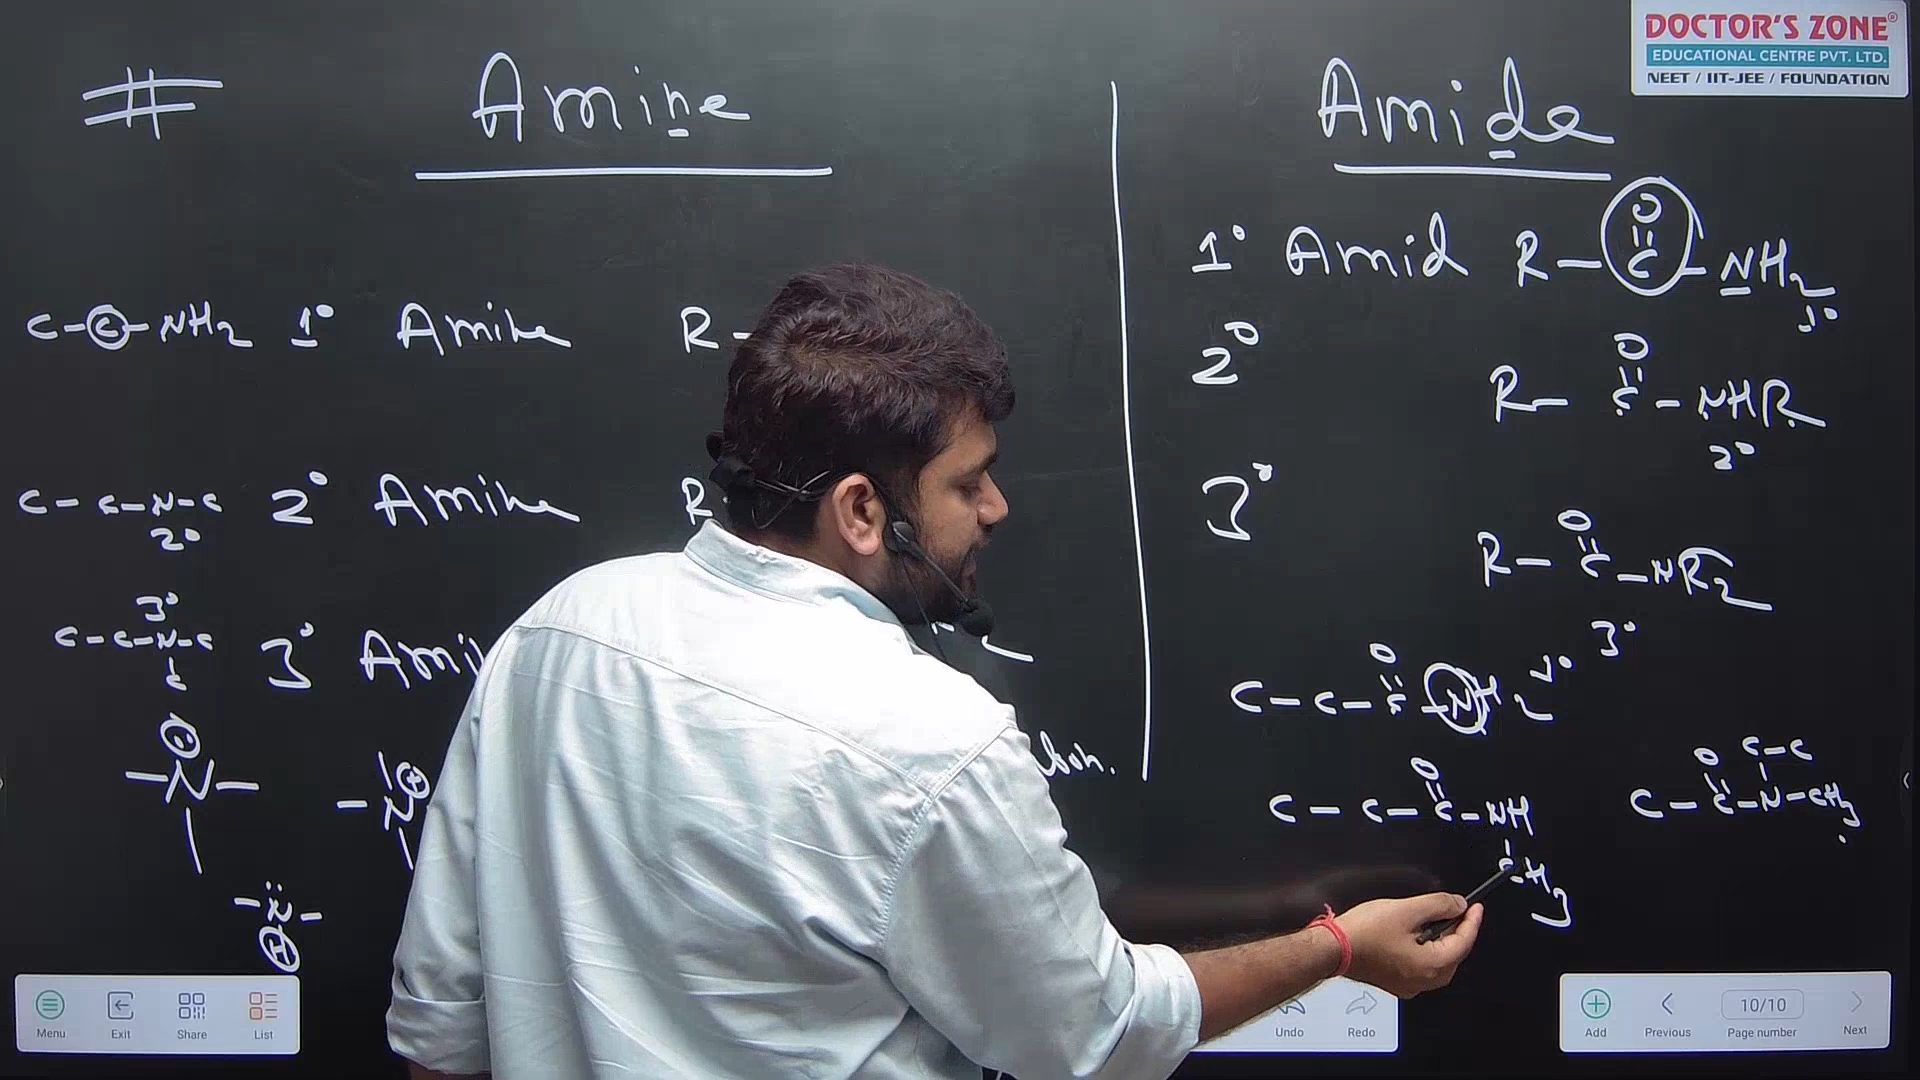 DOCTOR'S ZONE®
EDUCATIONAL CENTRE PVT. LTD.
NEET / IIT-JEE / FOUNDATION
# Amine
C-C-NH2 1° Amine R-
C-C-N-C 2° Amine R-
2°
3°
C-C-N-C 3° Ami
C
-N-
-N-
-N-
H
Amide
1° Amid R-C-NH2
O
1°
2° R-C-NHR
O
2°
3° R-C-NR2
O
3°
C-C-C-NH2 1°
O
C-C-C-NH
O
CH3
C-C-N-CH3
O C-C
Menu
Exit
Share
List
Undo
Redo
Add
Previous
10/10
Page number
Next